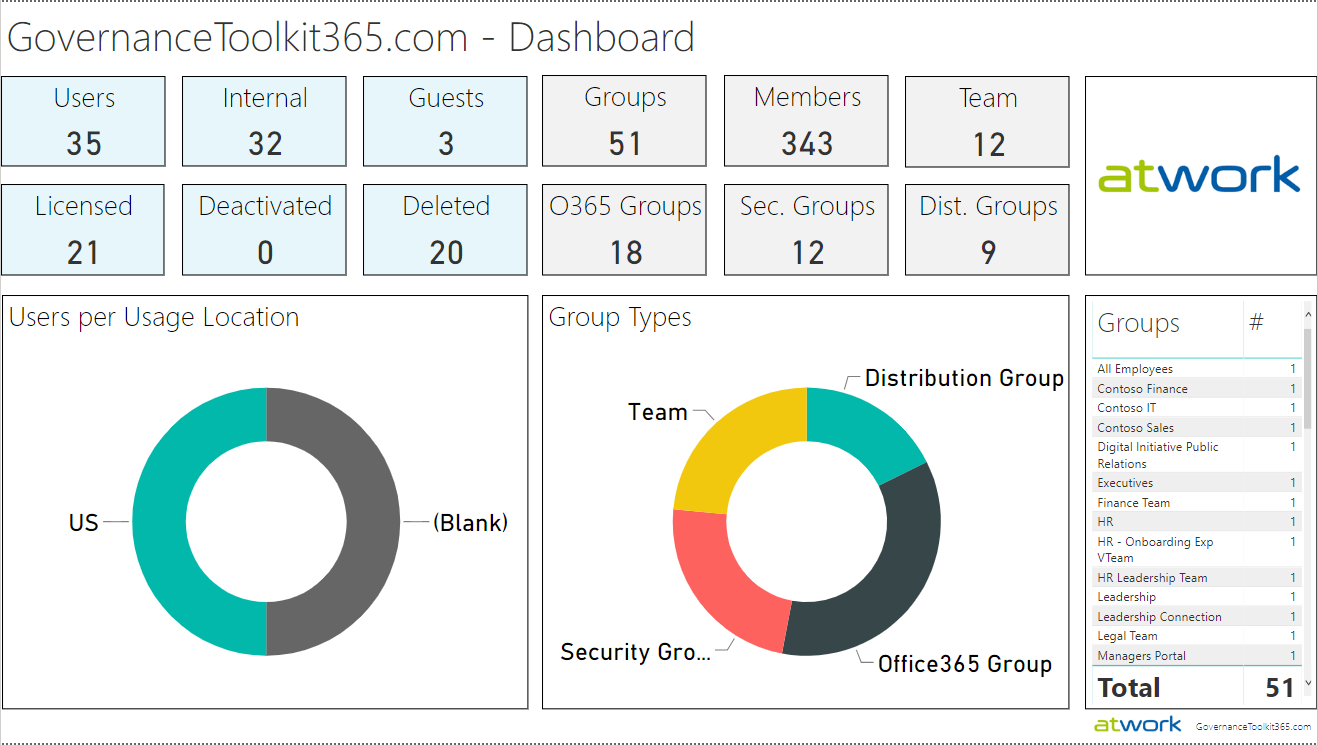 GovernanceToolkit365.com - Dashboard
Users
35
Internal
32
Guests
3
Groups
51
Members
343
Team
12
atwork
Licensed
21
Deactivated
0
Deleted
20
O365 Groups
18
Sec. Groups
12
Dist. Groups
9
Users per Usage Location
US
(Blank)
Group Types
Distribution Group
Team
Security Gro...
Office365 Group
Groups #
All Employees 1
Contoso Finance 1
Contoso IT 1
Contoso Sales 1
Digital Initiative Public 1
Relations
Executives 1
Finance Team 1
HR 1
HR - Onboarding Exp 1
VTeam
HR Leadership Team 1
Leadership 1
Leadership Connection 1
Legal Team 1
Managers Portal 1
Total 51
atwork GovernanceToolkit365.com